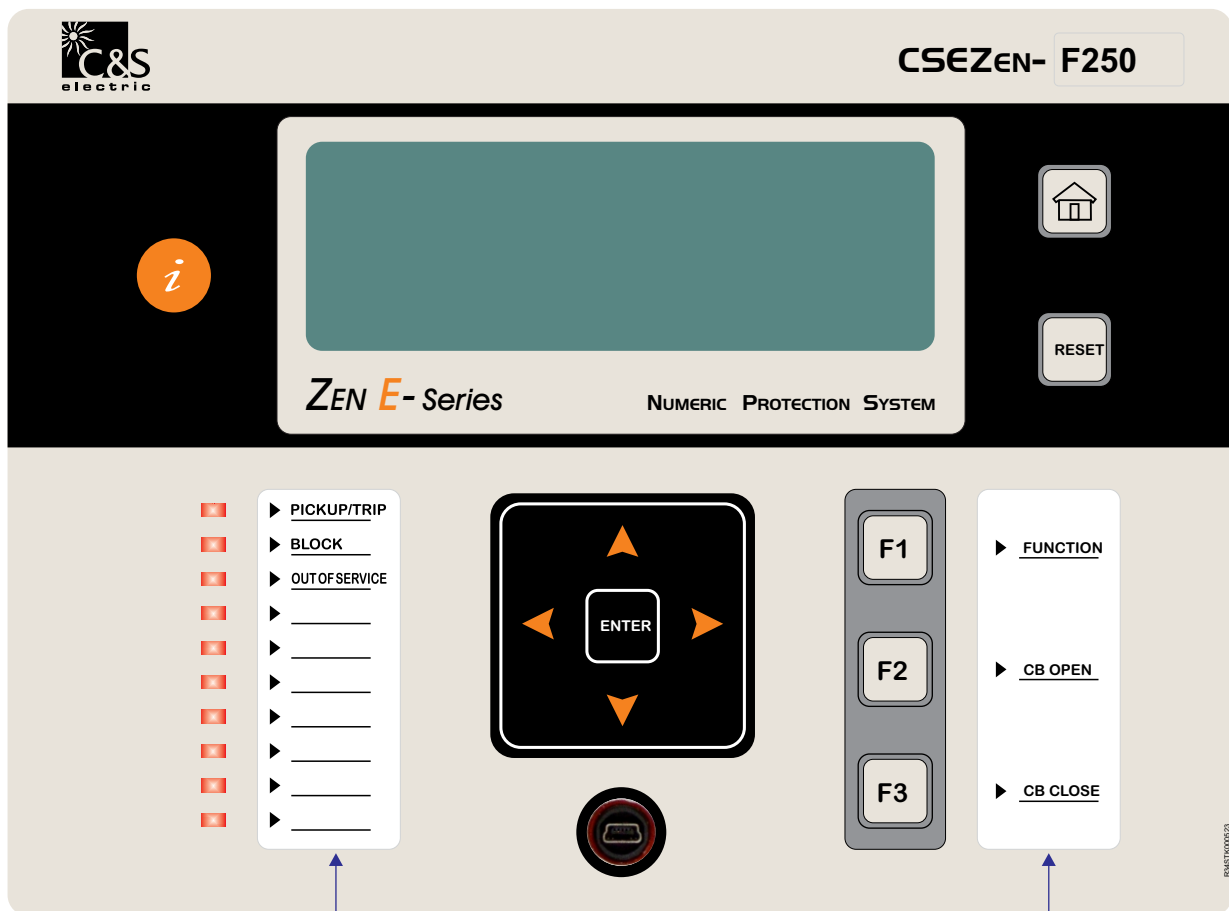 C&S
electric
CSEZEN- F250
i
RESET
ZEN E- Series
NUMERIC PROTECTION SYSTEM
PICKUP/TRIP
BLOCK
OUT OF SERVICE
ENTER
F1
F2
F3
FUNCTION
CB OPEN
CB CLOSE
R34STK000523